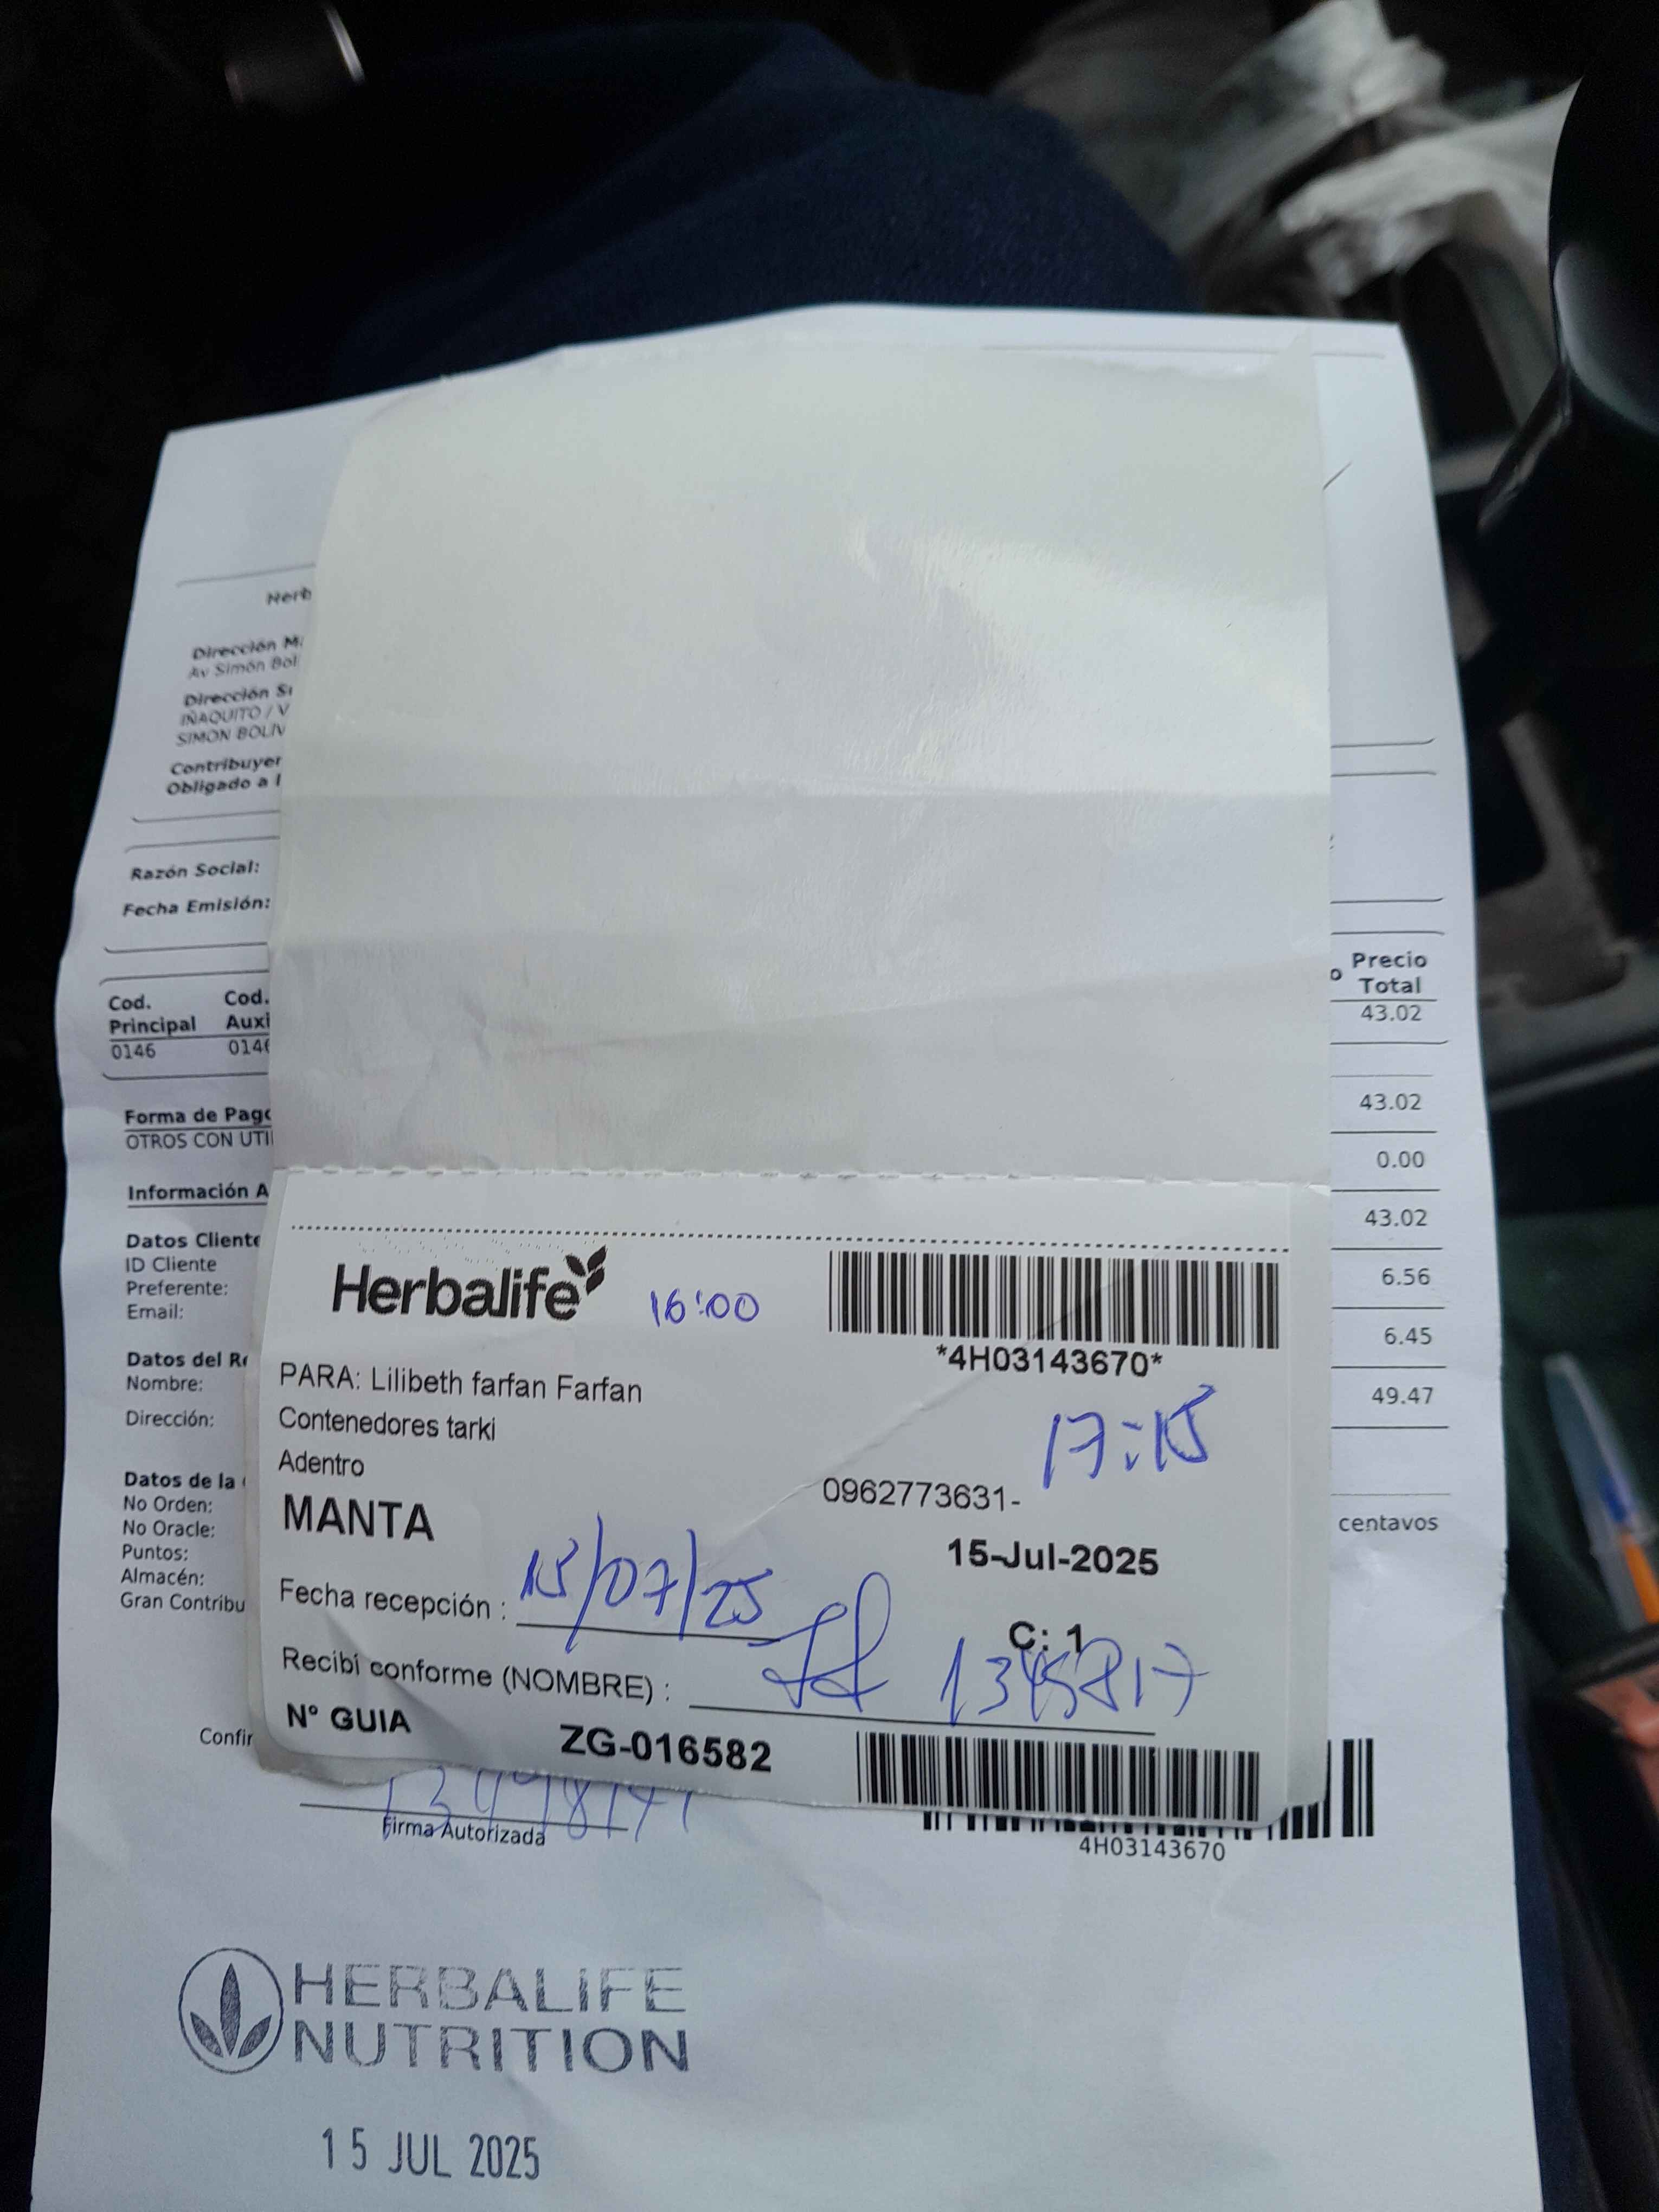 Herb
Dirección M
Av Simón Bol
Dirección S
IÑAQUITO / V
SIMON BOLÍV
Contribuyer
Obligado a l
Razón Social:
Fecha Emisión:
Cod. Principal Cod. Auxi Precio Total
0146 014 43.02
Forma de Pago 43.02
OTROS CON UTI 0.00
Información A 43.02
Datos Cliente
ID Cliente 6.56
Preferente:
Email: 6.45
Datos del Re
Nombre: 49.47
Dirección:
Datos de la
No Orden: centavos
No Oracle:
Puntos:
Almacén:
Gran Contribu
Herbalife 16:00
*4H03143670*
PARA: Lilibeth farfan Farfan
Contenedores tarki 17:15
Adentro
0962773631-
MANTA
15-Jul-2025
Fecha recepción : 15/07/25
C: 1
Recibí conforme (NOMBRE) :
N° GUIA ZG-016582
Confir
Firma Autorizada
4H03143670
HERBALIFE
NUTRITION
15 JUL 2025